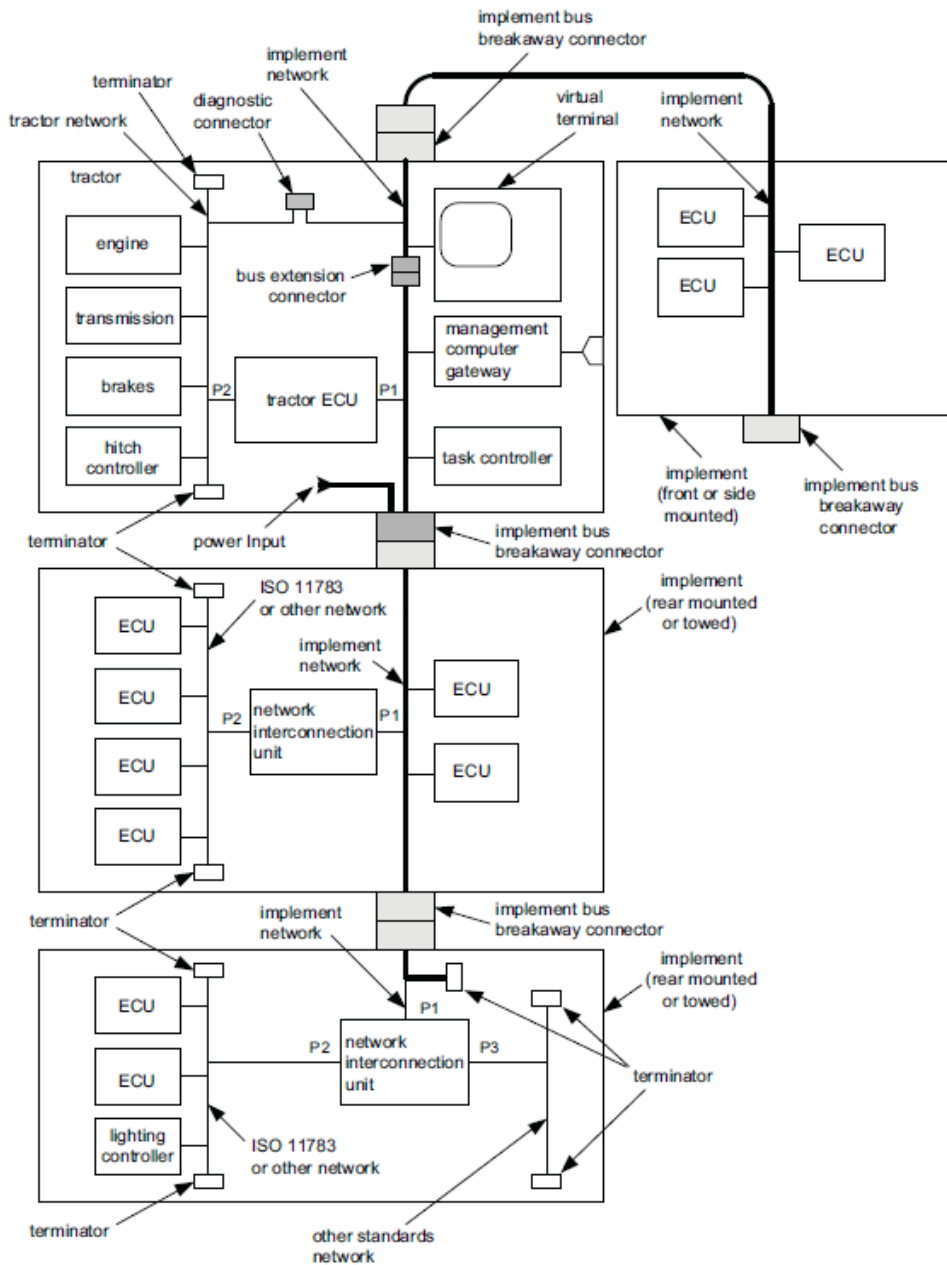 implement bus
breakaway connector
implement
network
terminator
diagnostic
connector
virtual
terminal
implement
network
tractor network
tractor
implement
network
engine
ECU
ECU
ECU
bus extension
connector
transmission
management
computer
gateway
brakes
P2
tractor ECU
P1
hitch
controller
task controller
implement
(front or side
mounted)
implement bus
breakaway
connector
terminator
power Input
implement bus
breakaway connector
ISO 11783
or other network
implement
(rear mounted
or towed)
ECU
implement
network
ECU
ECU
P2
network
interconnection
unit
P1
ECU
ECU
ECU
terminator
implement
network
implement bus
breakaway connector
implement
(rear mounted
or towed)
ECU
P1
P2
network
interconnection
unit
P3
ECU
terminator
lighting
controller
ISO 11783
or other network
terminator
other standards
network